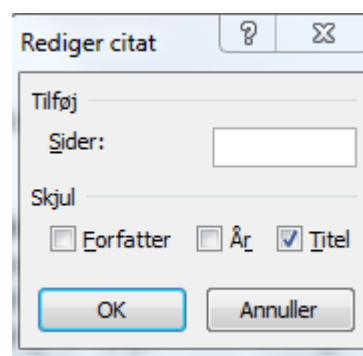 Rediger citat
Tilføj
Sider:
Skjul
Forfatter År Titel
OK Annuller